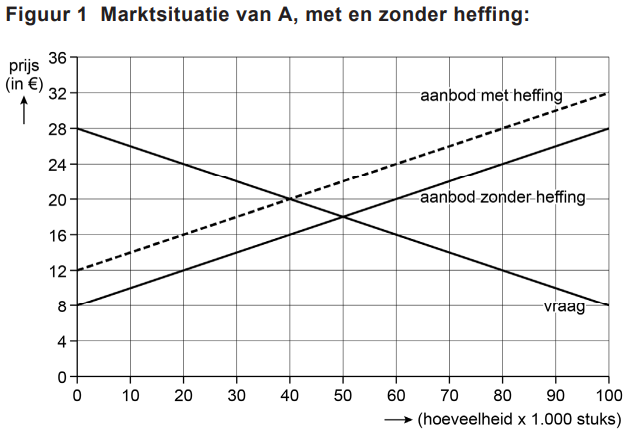 Figuur 1 Marktsituatie van A, met en zonder heffing:
prijs
(in €)
36
32
28
24
20
16
12
8
4
0
aanbod met heffing
aanbod zonder heffing
vraag
0 10 20 30 40 50 60 70 80 90 100
(hoeveelheid x 1.000 stuks)